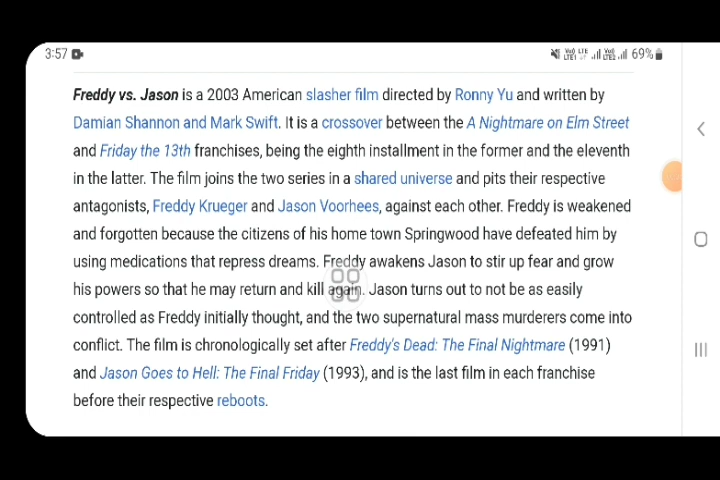 3:57
Vo) LTE Vo) LTE1 LTE2 69%
Freddy vs. Jason is a 2003 American slasher film directed by Ronny Yu and written by
Damian Shannon and Mark Swift. It is a crossover between the A Nightmare on Elm Street
and Friday the 13th franchises, being the eighth installment in the former and the eleventh
in the latter. The film joins the two series in a shared universe and pits their respective
antagonists, Freddy Krueger and Jason Voorhees, against each other. Freddy is weakened
and forgotten because the citizens of his home town Springwood have defeated him by
using medications that repress dreams. Freddy awakens Jason to stir up fear and grow
his powers so that he may return and kill again. Jason turns out to not be as easily
controlled as Freddy initially thought, and the two supernatural mass murderers come into
conflict. The film is chronologically set after Freddy's Dead: The Final Nightmare (1991)
and Jason Goes to Hell: The Final Friday (1993), and is the last film in each franchise
before their respective reboots.